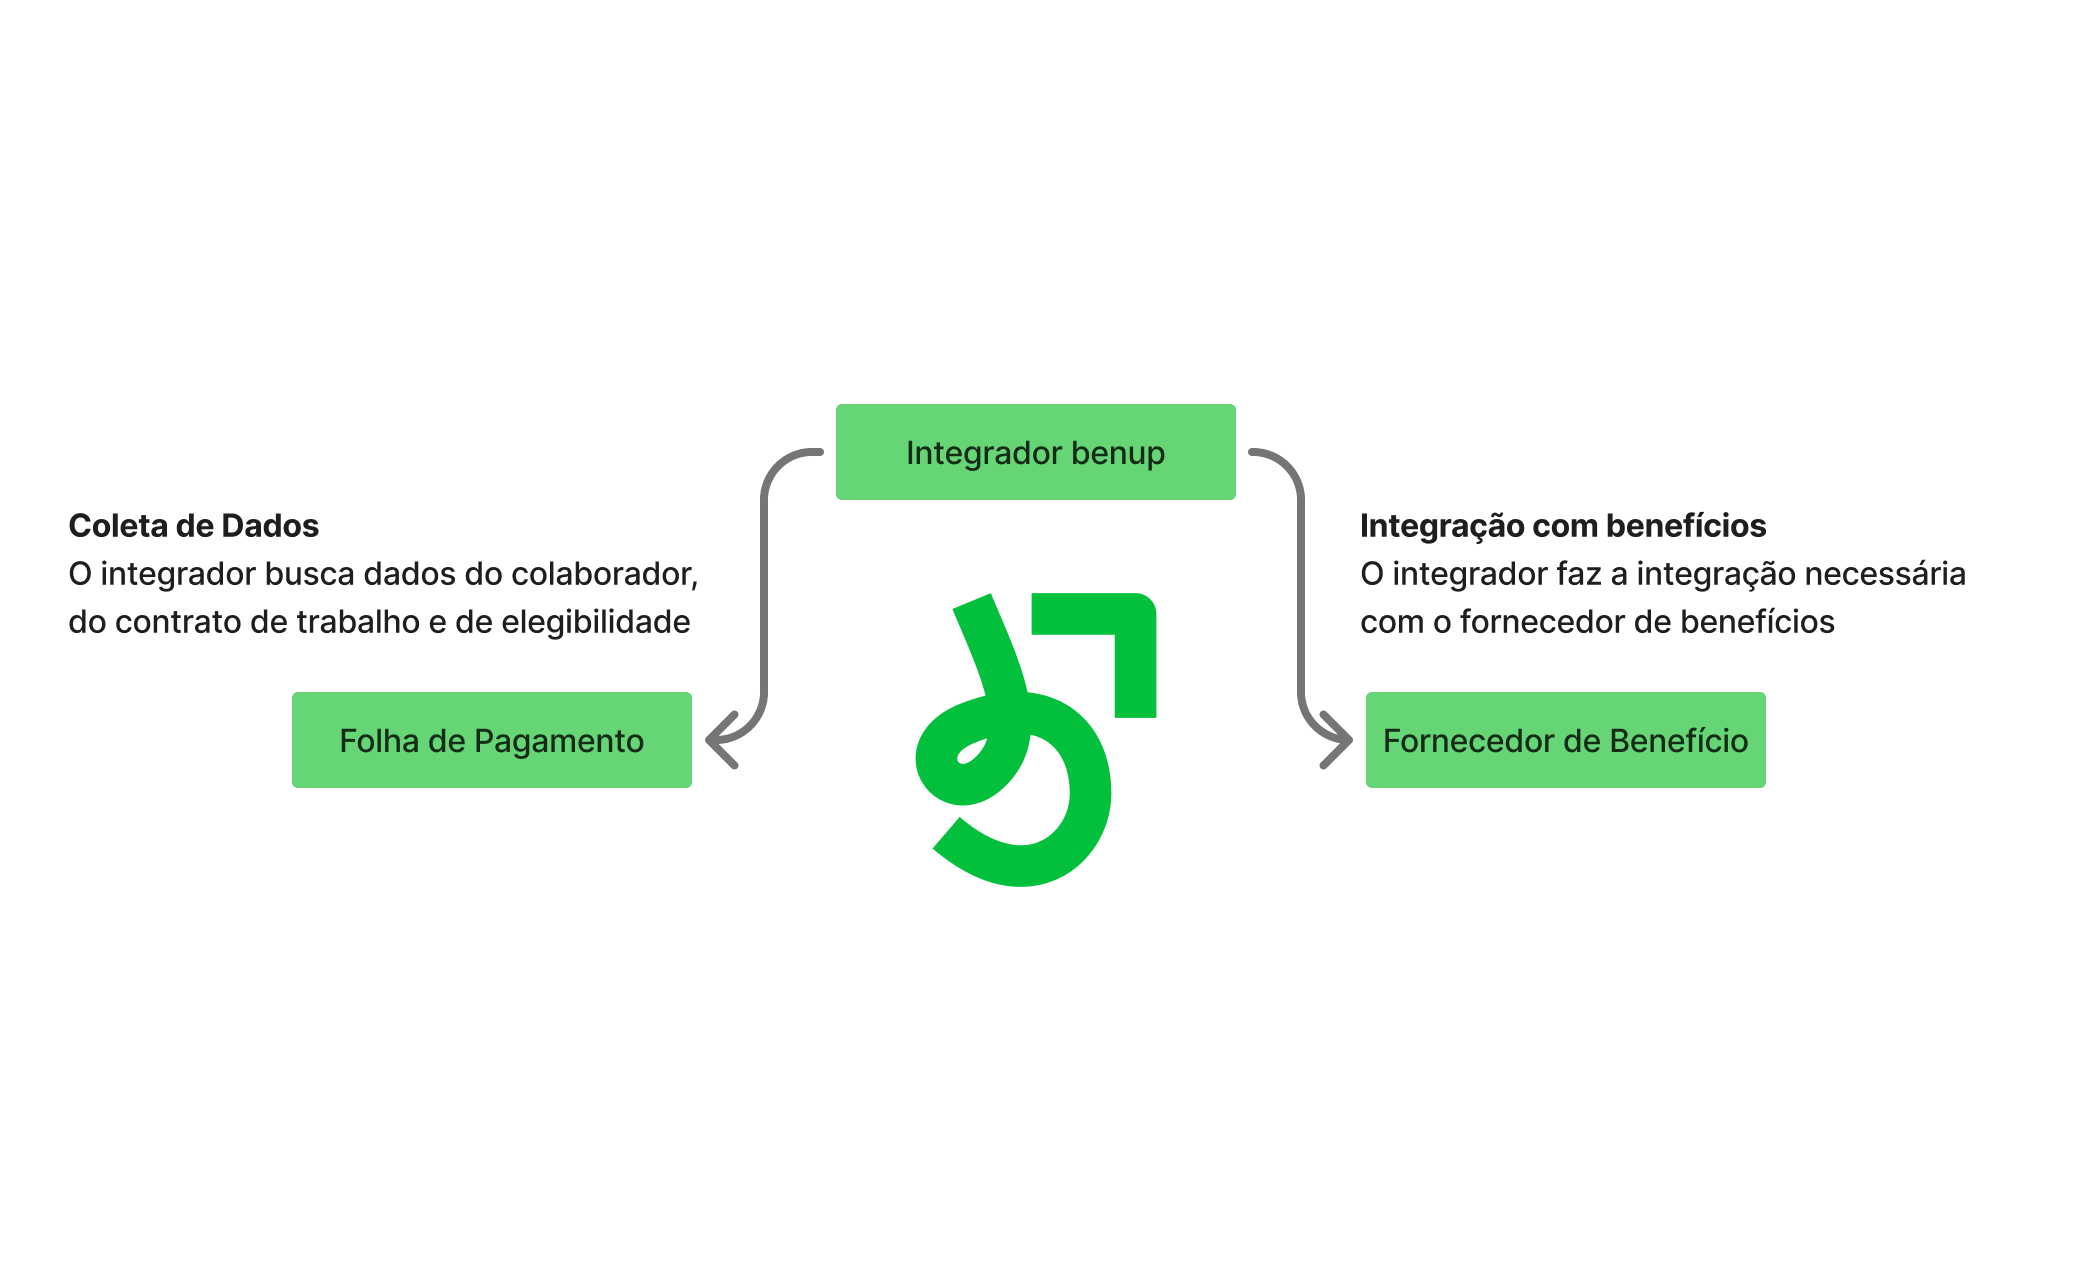 Integrador benup
Coleta de Dados
O integrador busca dados do colaborador,
do contrato de trabalho e de elegibilidade
Folha de Pagamento
Integração com benefícios
O integrador faz a integração necessária
com o fornecedor de benefícios
Fornecedor de Benefício